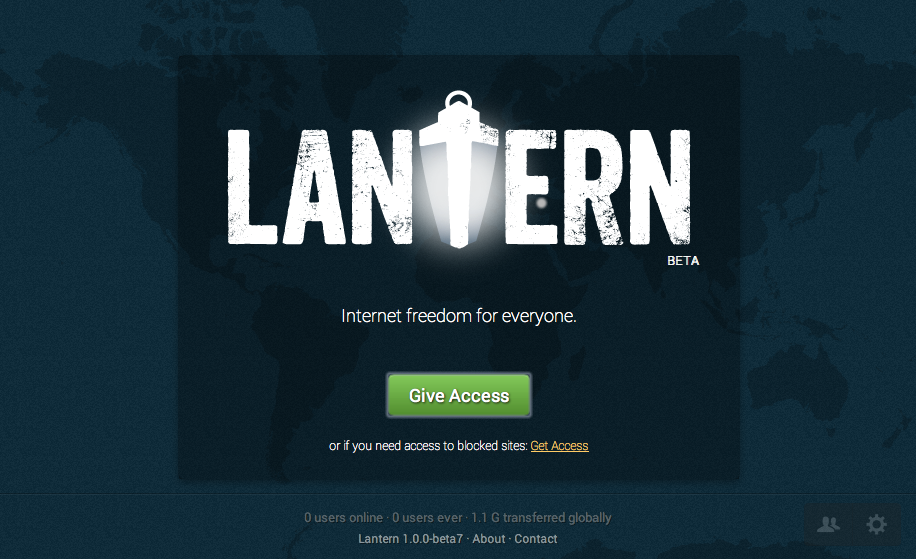 LANTERN
BETA
Internet freedom for everyone.
Give Access
or if you need access to blocked sites: Get Access
0 users online · 0 users ever · 1.1 G transferred globally
Lantern 1.0.0-beta7 · About · Contact